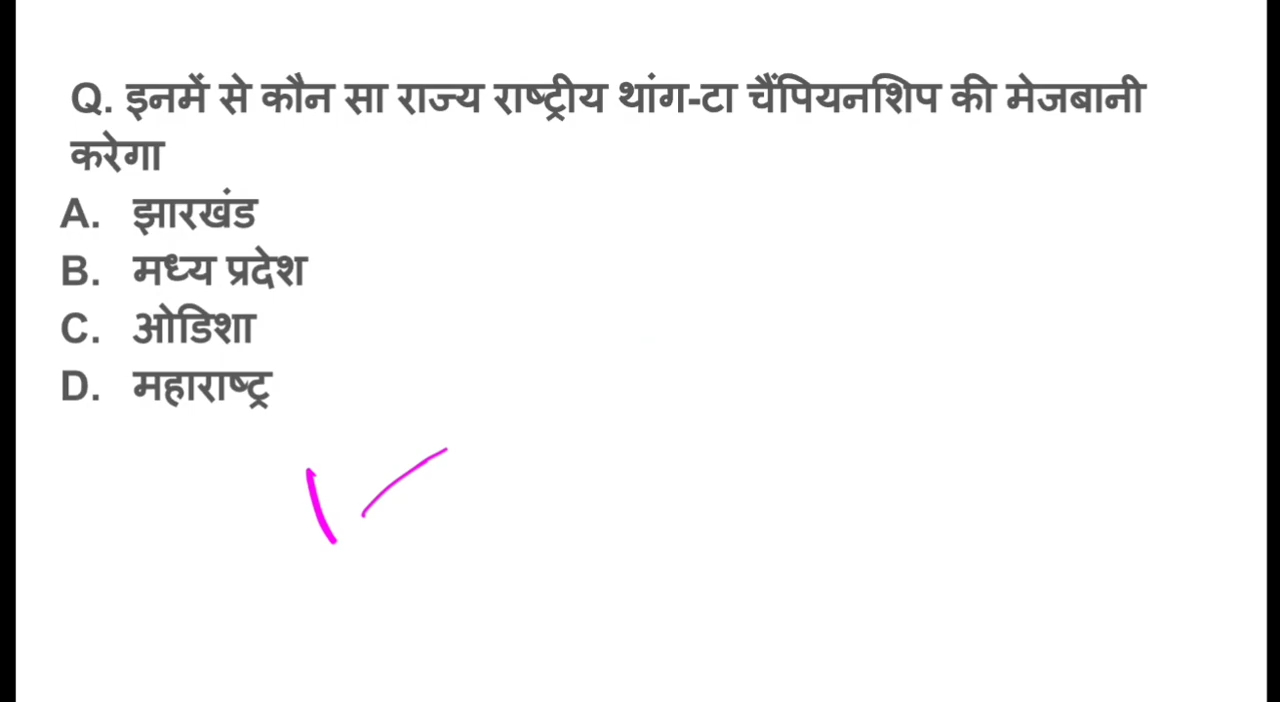 Q. इनमें से कौन सा राज्य राष्ट्रीय थांग-टा चैंपियनशिप की मेजबानी
करेगा
A. झारखंड
B. मध्य प्रदेश
C. ओडिशा
D. महाराष्ट्र